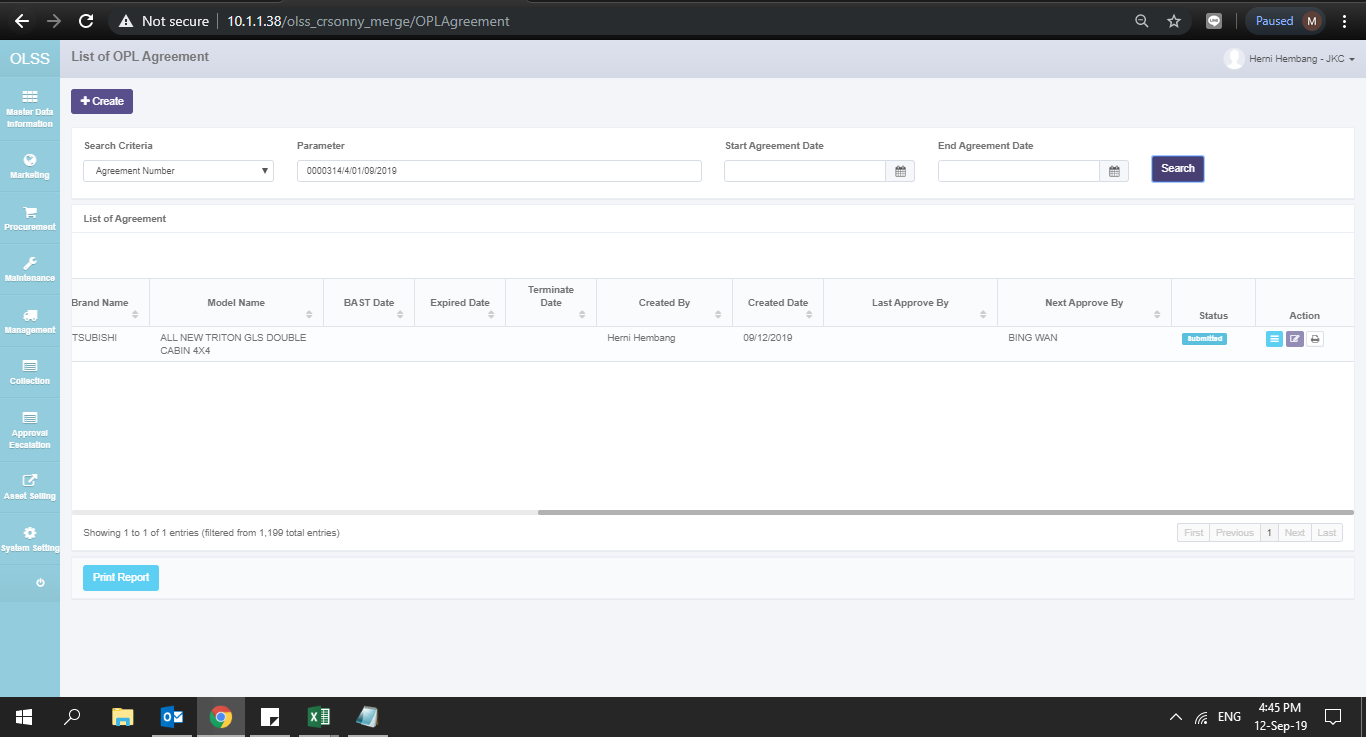 Not secure
10.1.1.38/olss_crsonny_merge/OPLAgreement
Paused
M
OLSS
List of OPL Agreement
Herni Hembang - JKC
Master Data
Information
Marketing
Procurement
Maintenance
Management
Collection
Approval
Escalation
Asset Selling
System Setting
+ Create
Search Criteria
Parameter
Start Agreement Date
End Agreement Date
Agreement Number
0000314/4/01/09/2019
Search
List of Agreement
Brand Name
Model Name
BAST Date
Expired Date
Terminate
Date
Created By
Created Date
Last Approve By
Next Approve By
Status
Action
TSUBISHI
ALL NEW TRITON GLS DOUBLE
CABIN 4X4
Herni Hembang
09/12/2019
BING WAN
Submitted
Showing 1 to 1 of 1 entries (filtered from 1,199 total entries)
First
Previous
1
Next
Last
Print Report
ENG
4:45 PM
12-Sep-19